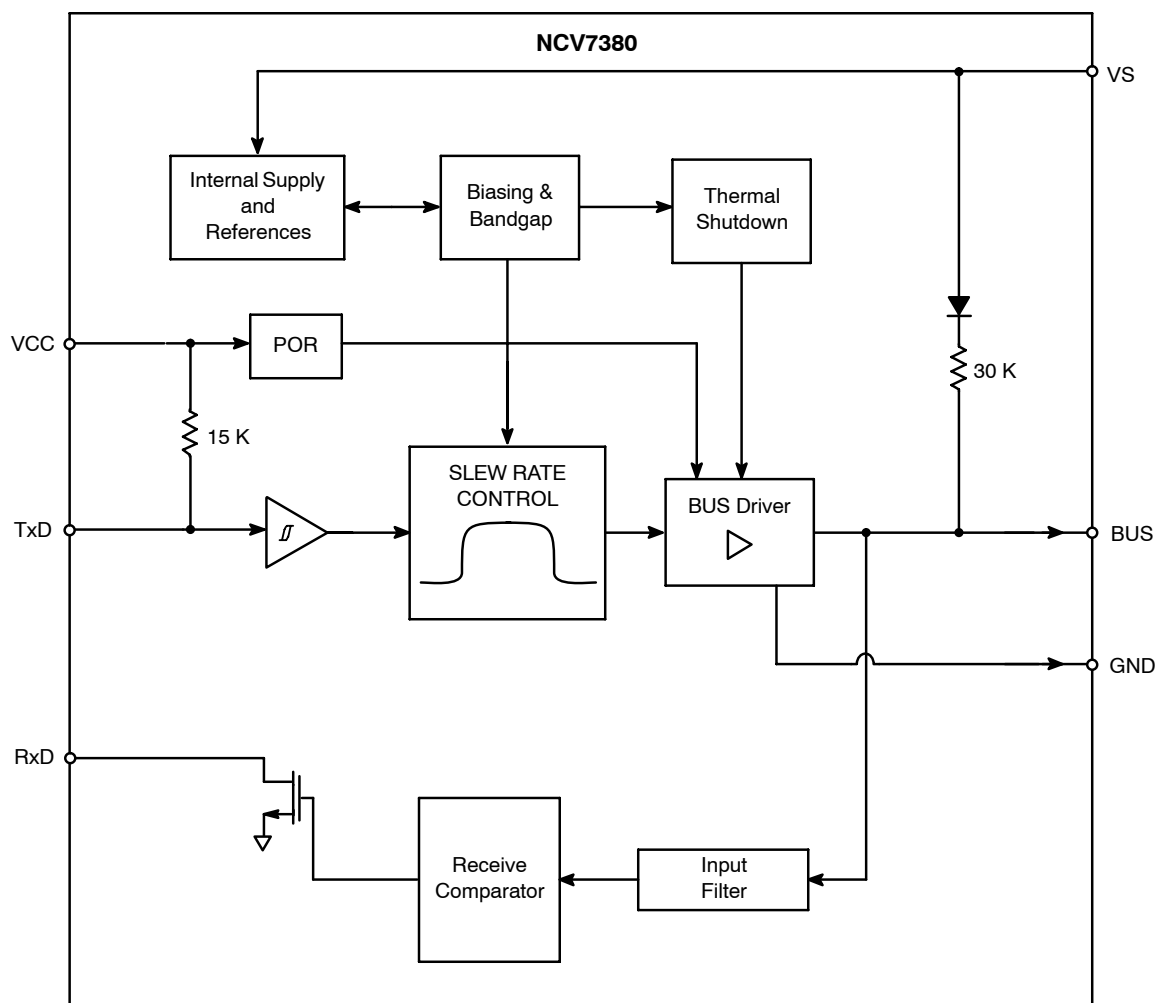 NCV7380
VS
Internal Supply
and
References
Biasing &
Bandgap
Thermal
Shutdown
VCC
POR
30 K
15 K
SLEW RATE
CONTROL
BUS Driver
TxD
BUS
GND
RxD
Receive
Comparator
Input
Filter